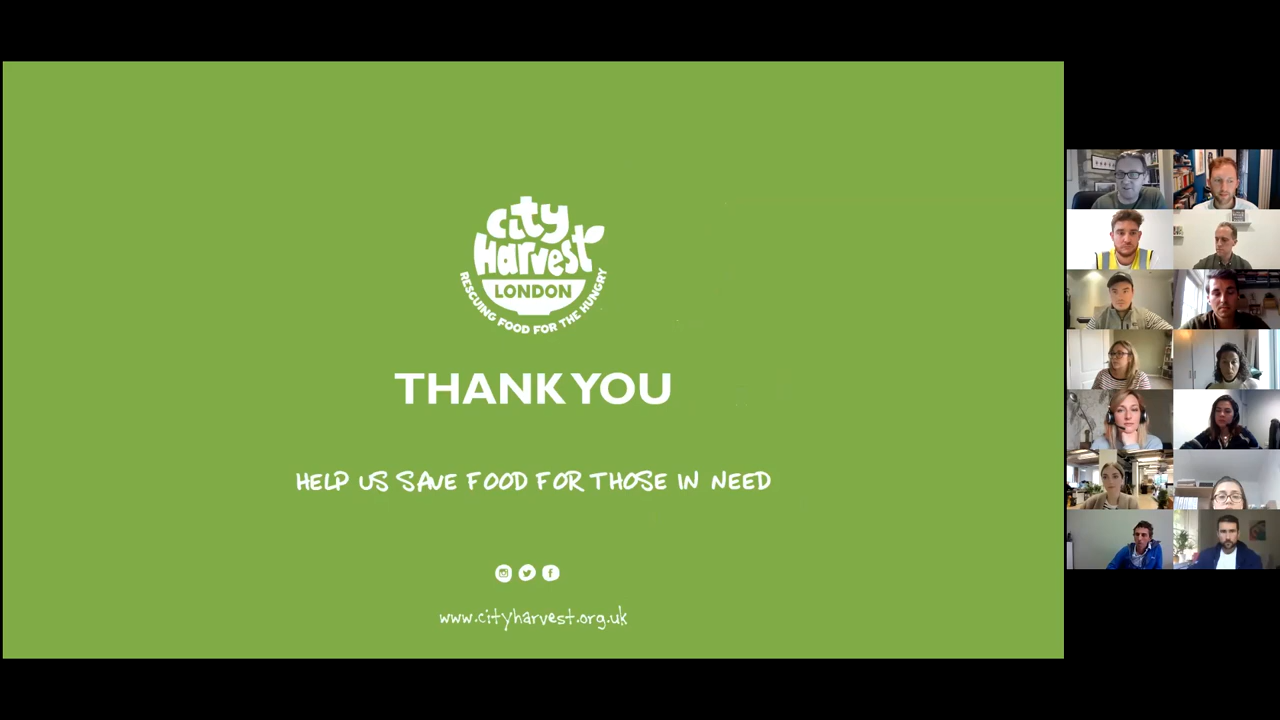 city
Harvest
LONDON
RESCUING FOOD FOR THE HUNGRY
THANK YOU
HELP US SAVE FOOD FOR THOSE IN NEED
www.cityharvest.org.uk